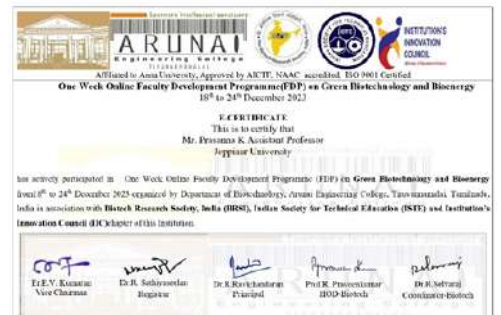 ARUNAI
Engineering College
TIRUVANNAMALAI
INSTITUTION'S
INNOVATION
COUNCIL
Affiliated to Anna University, Approved by AICTE, NAAC accredited, ISO 9001 Certified
One Week Online Faculty Development Programme(FDP) on Green Biotechnology and Bioenergy
18th to 24th December 2023
E-CERTIFICATE
This is to certify that
Mr. Prasanna K Assistant Professor
Jeppiaar University
has actively participated in One Week Online Faculty Development Programme (FDP) on Green Biotechnology and Bioenergy
from 8th to 24th December 2023 organized by Department of Biotechnology, Arunai Engineering College, Tiruvannamalai, Tamilnadu,
India in association with Biotech Research Society, India (BRSI), Indian Society for Technical Education (ISTE) and Institution's
Innovation Council (IIC)chapter of this Institution.
Er.E.V. Kumaran
Vice Chairman
Dr.R. Sathiyaseelan
Registrar
Dr.R.Ravichandaran
Principal
Prof.K. Praveenkumar
HOD-Biotech
Dr.R.Selvaraj
Coordinator-Biotech